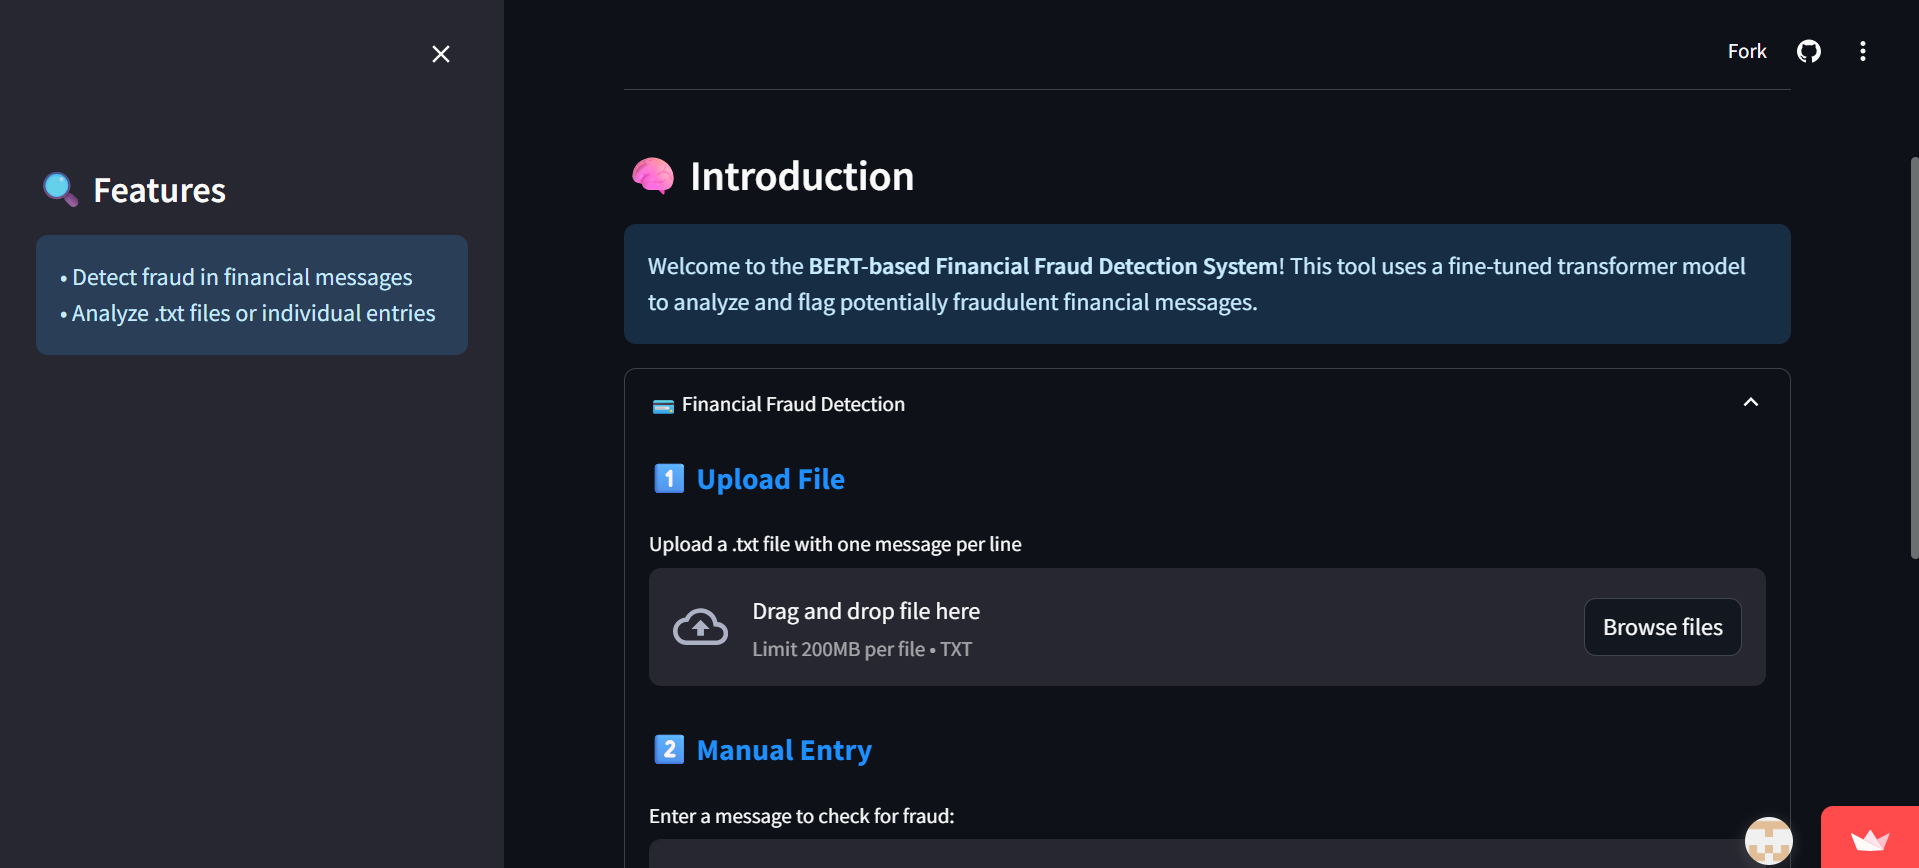 Fork
Features
• Detect fraud in financial messages
• Analyze .txt files or individual entries
Introduction
Welcome to the BERT-based Financial Fraud Detection System! This tool uses a fine-tuned transformer model
to analyze and flag potentially fraudulent financial messages.
Financial Fraud Detection
1 Upload File
Upload a .txt file with one message per line
Drag and drop file here
Limit 200MB per file • TXT
Browse files
2 Manual Entry
Enter a message to check for fraud: